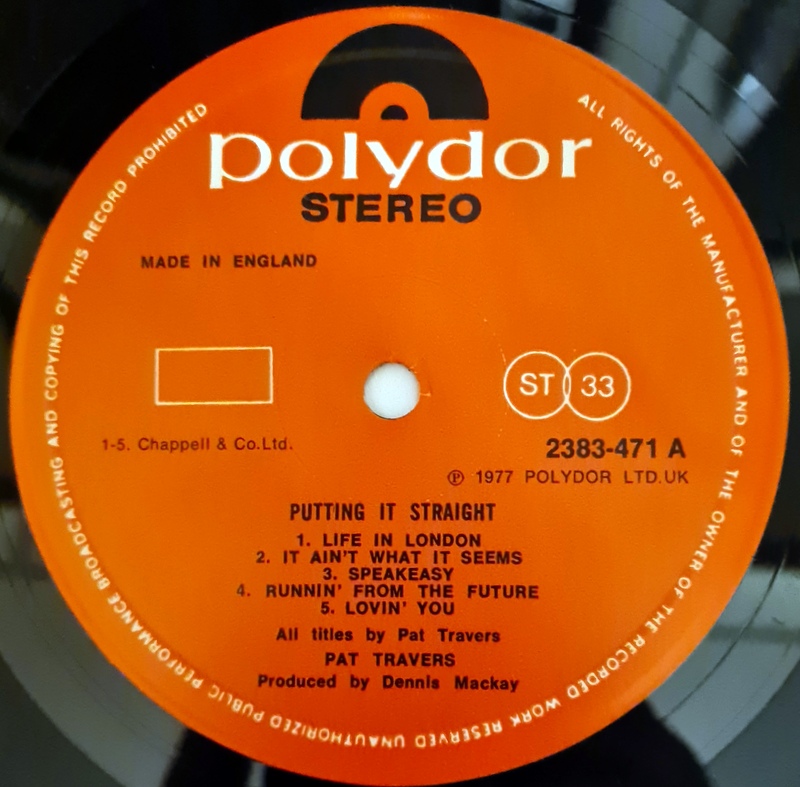 polydor
STEREO
MADE IN ENGLAND
ST 33
1-5. Chappell & Co.Ltd.
2383-471 A
℗ 1977 POLYDOR LTD.UK
PUTTING IT STRAIGHT
1. LIFE IN LONDON
2. IT AIN'T WHAT IT SEEMS
3. SPEAKEASY
4. RUNNIN' FROM THE FUTURE
5. LOVIN' YOU
All titles by Pat Travers
PAT TRAVERS
Produced by Dennis Mackay
ALL RIGHTS OF THE MANUFACTURER AND OF THE OWNER OF THE RECORDED WORK RESERVED UNAUTHORIZED PUBLIC PERFORMANCE BROADCASTING AND COPYING OF THIS RECORD PROHIBITED